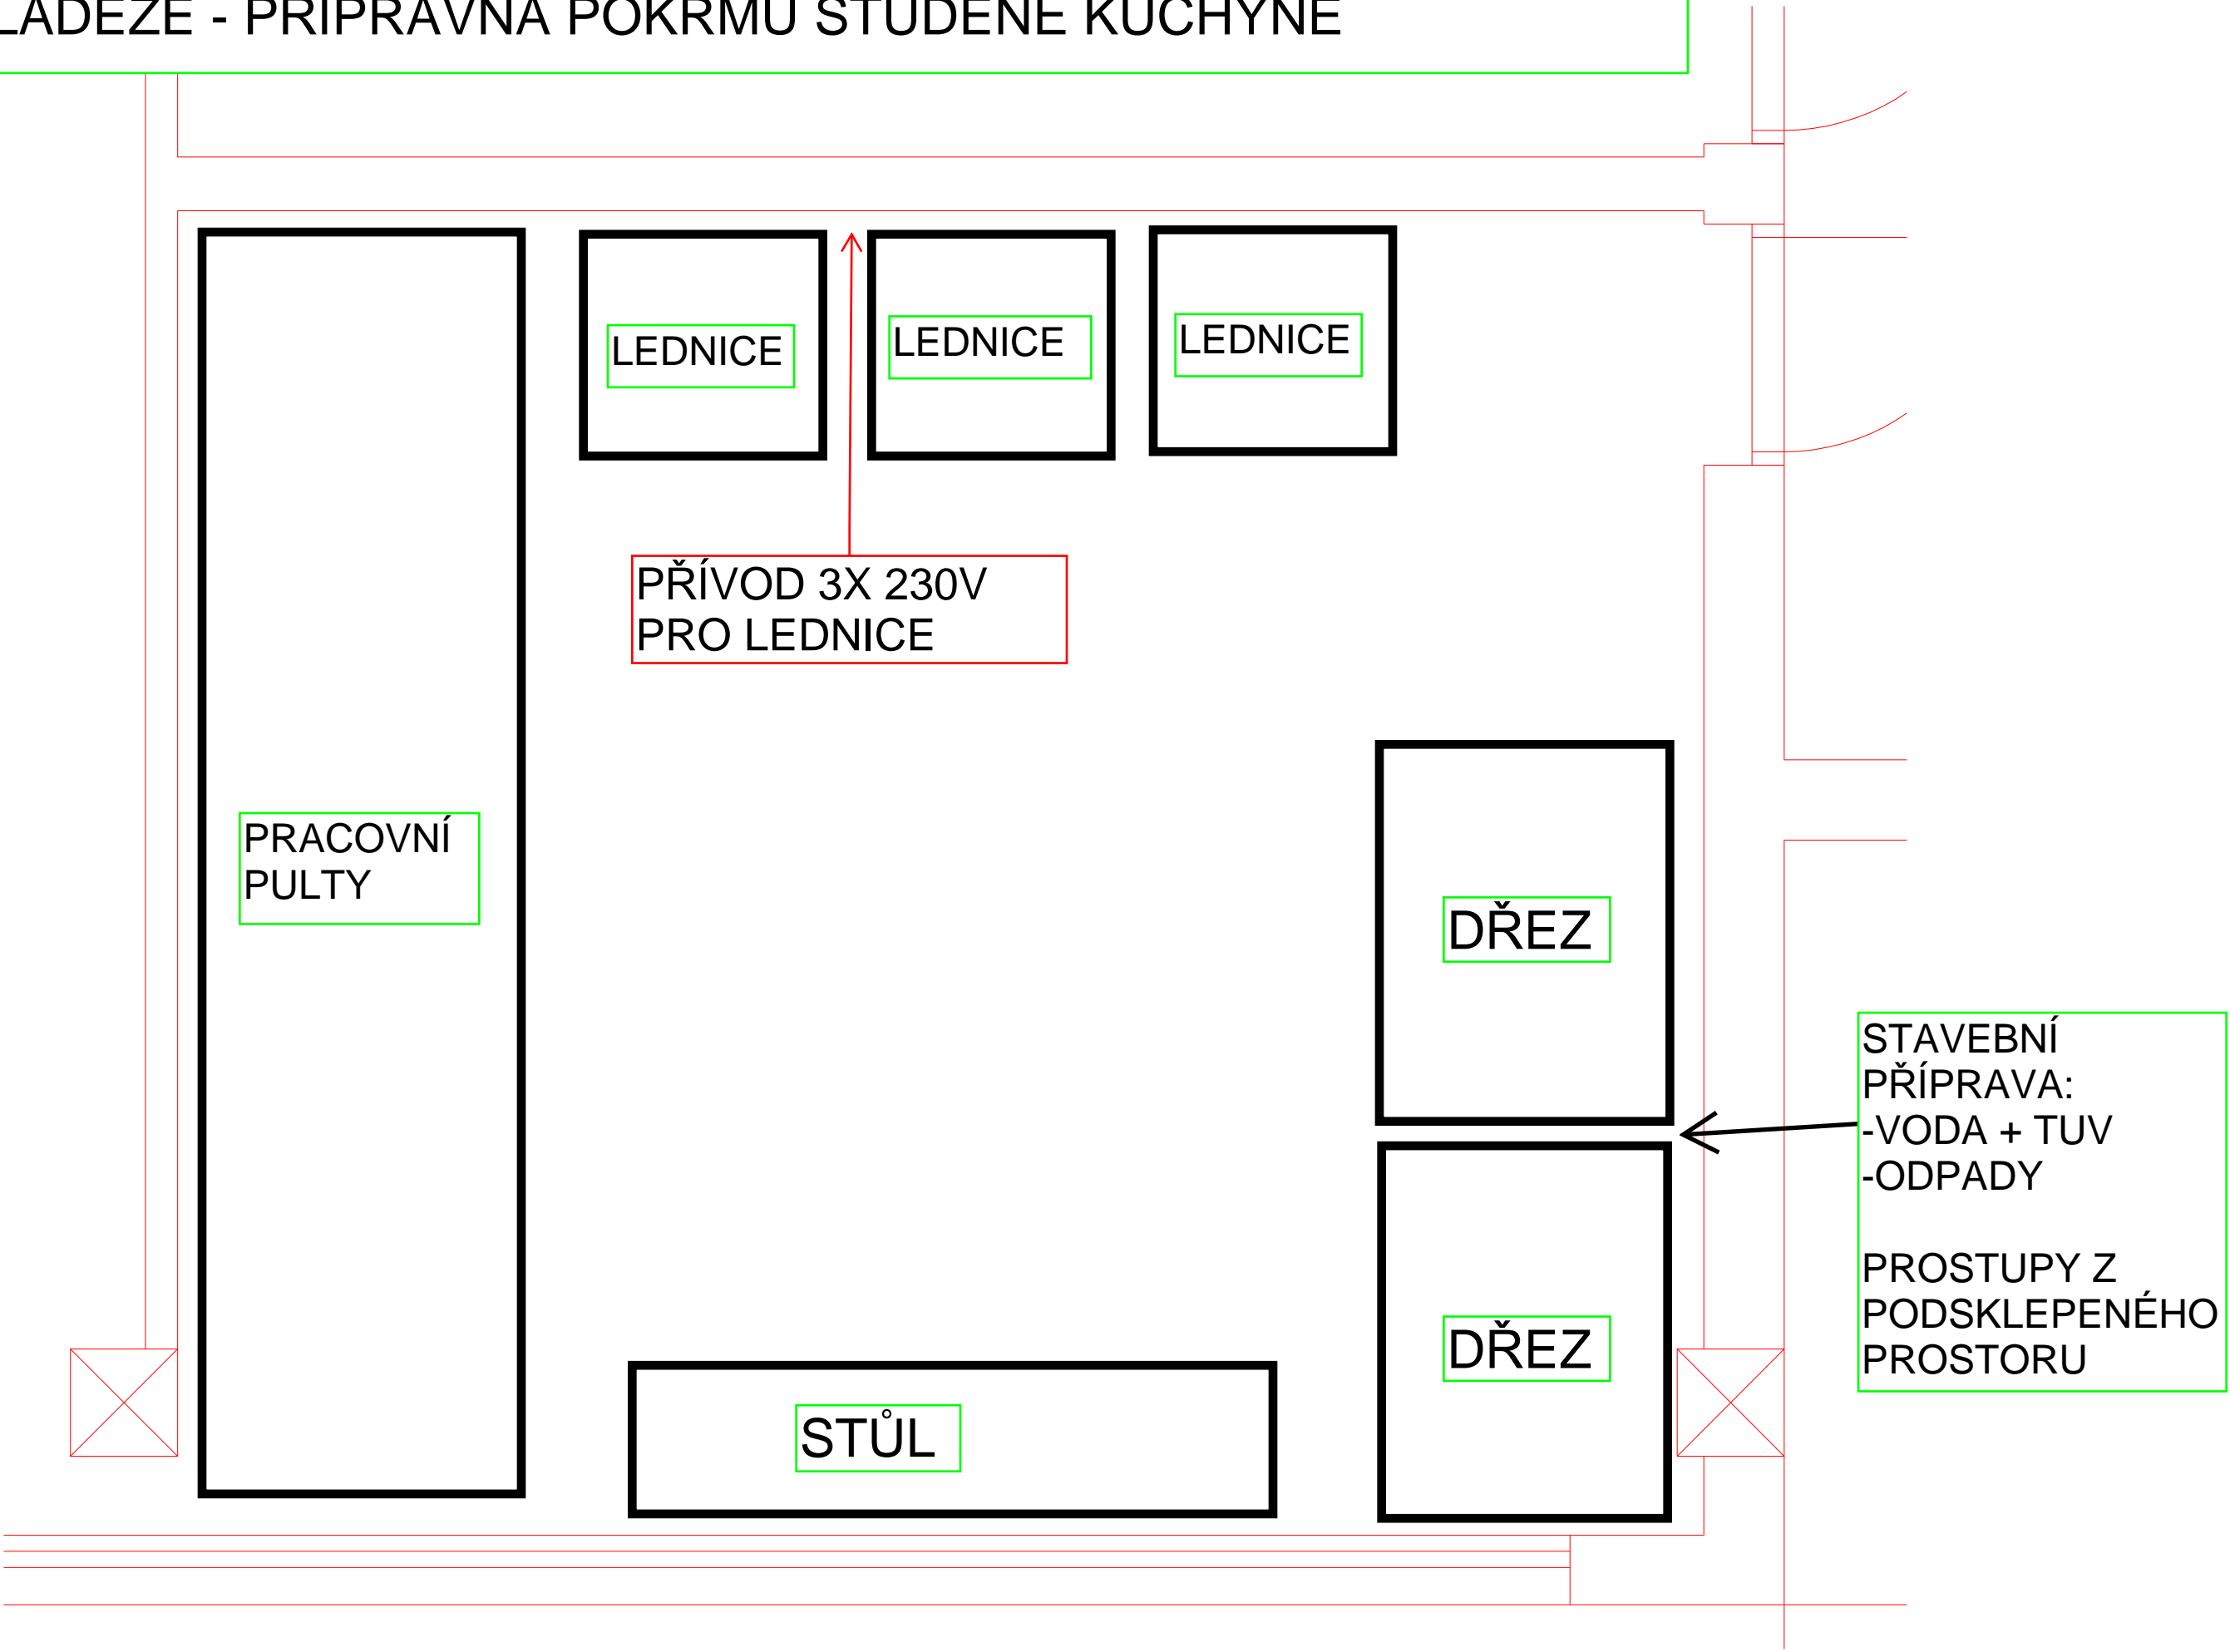 - PŘÍPRAVNA POKRMŮ STUDENÉ KUCHYNĚ
LEDNICE
LEDNICE
LEDNICE
PŘÍVOD 3X 230V
PRO LEDNICE
PRACOVNÍ
PULTY
DŘEZ
STAVEBNÍ
PŘÍPRAVA:
-VODA + TUV
-ODPADY
PROSTUPY Z
PODSKLEPENÉHO
PROSTORU
DŘEZ
STŮL